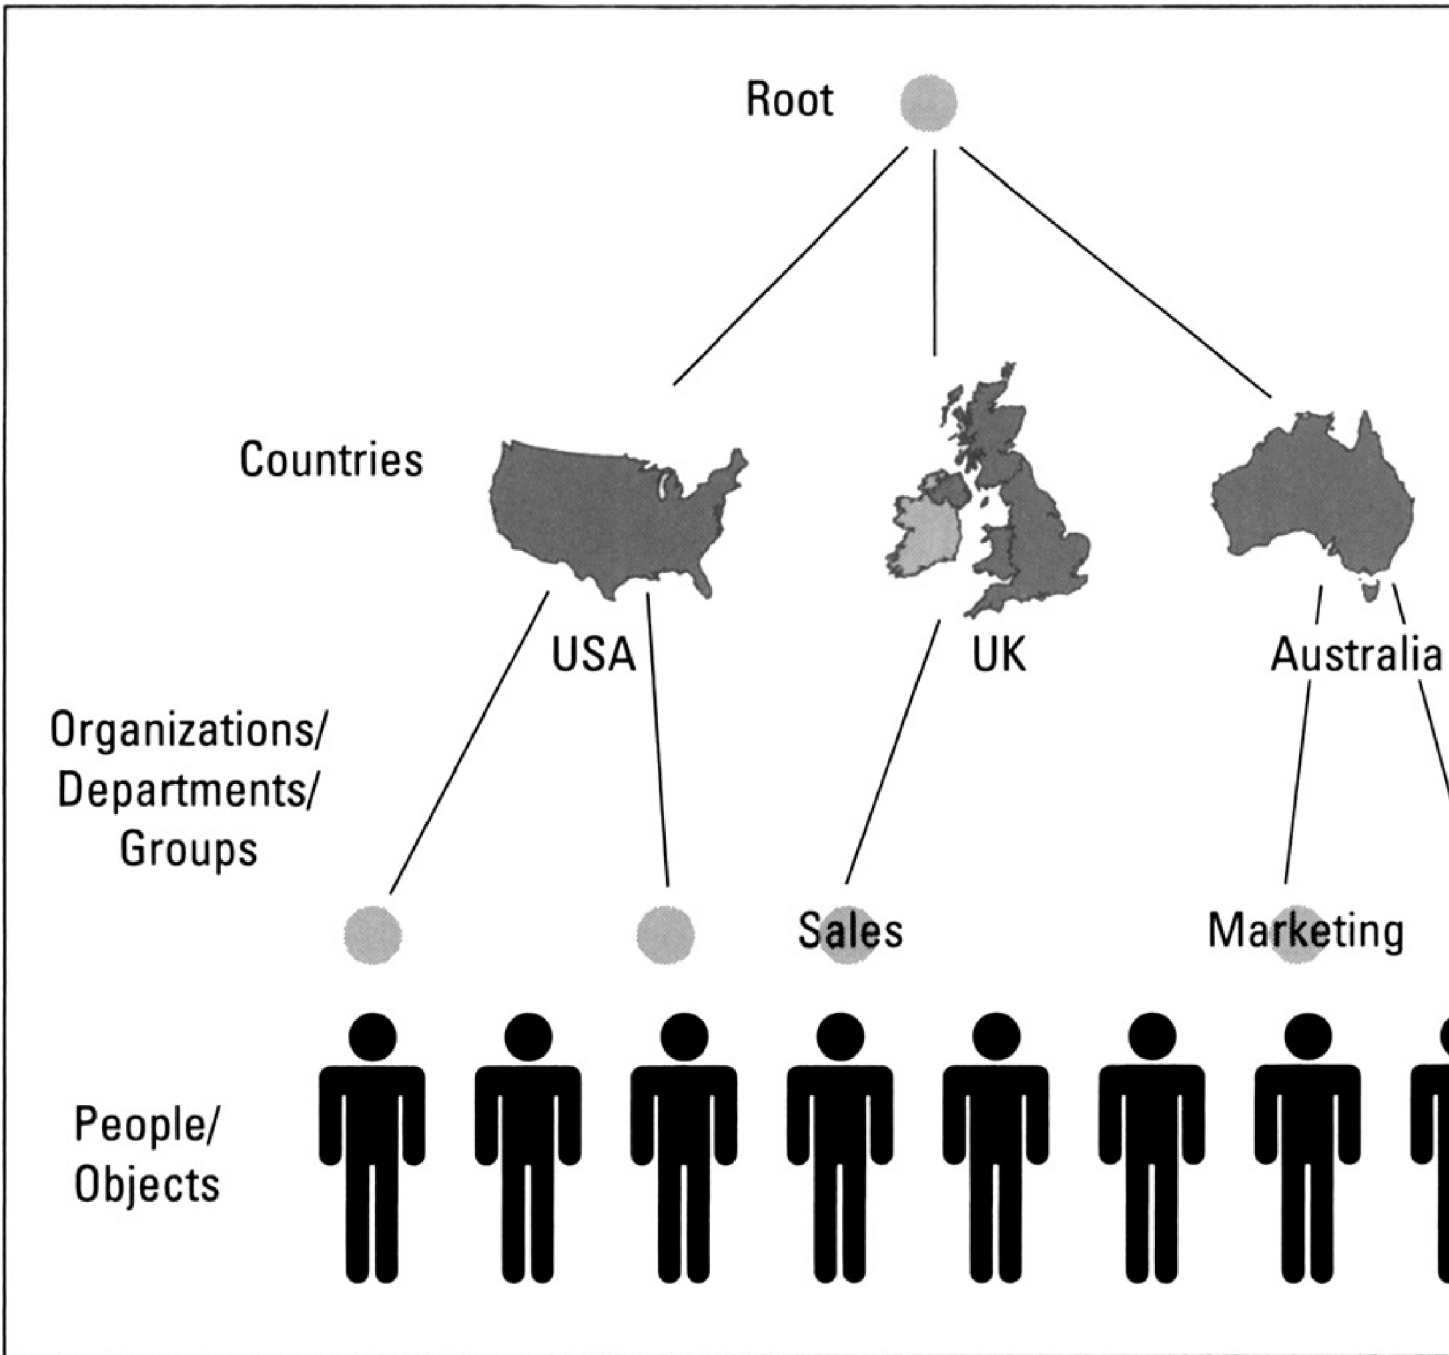 Root
Countries
USA
UK
Australia
Organizations/
Departments/
Groups
Sales
Marketing
People/
Objects